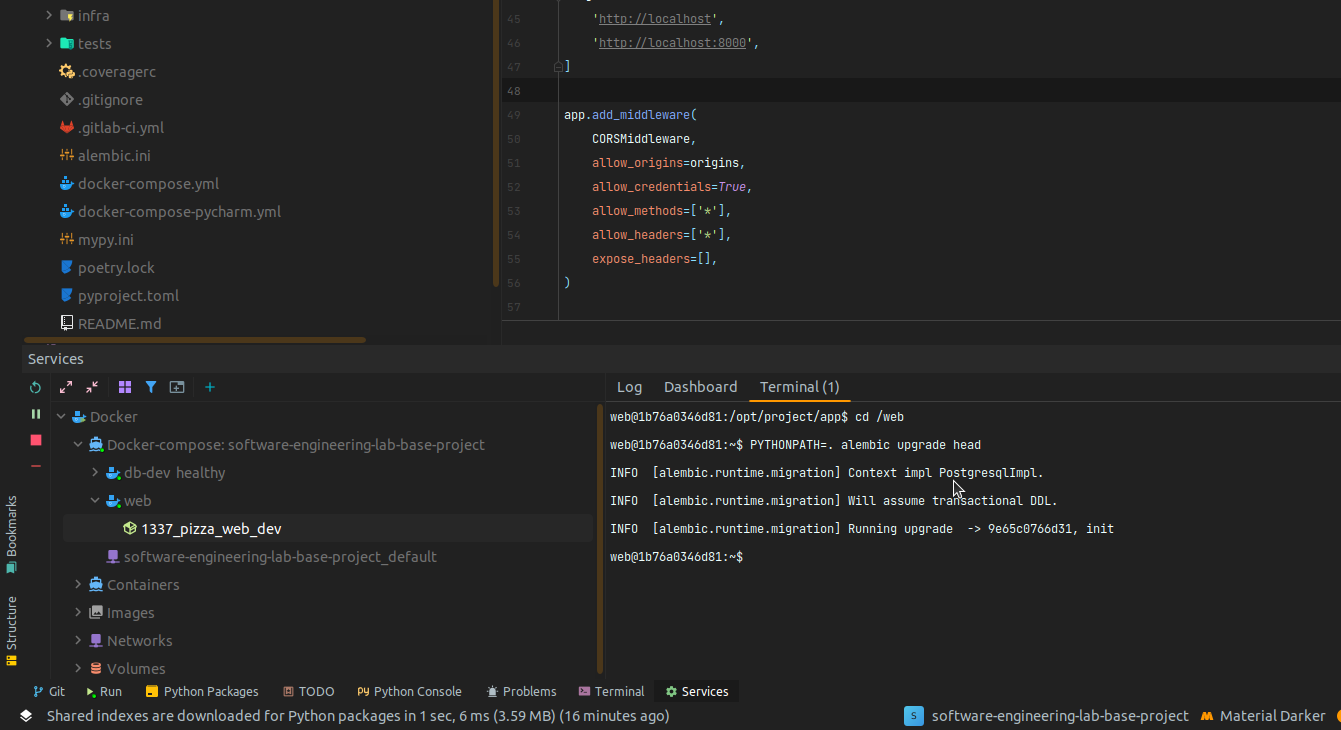 infra
tests
.coveragerc
.gitignore
.gitlab-ci.yml
alembic.ini
docker-compose.yml
docker-compose-pycharm.yml
mypy.ini
poetry.lock
pyproject.toml
README.md
45 'http://localhost',
46 'http://localhost:8000',
47 ]
48
49 app.add_middleware(
50 CORSMiddleware,
51 allow_origins=origins,
52 allow_credentials=True,
53 allow_methods=['*'],
54 allow_headers=['*'],
55 expose_headers=[],
56 )
57
Services
Docker
Docker-compose: software-engineering-lab-base-project
db-dev healthy
web
1337_pizza_web_dev
software-engineering-lab-base-project_default
Containers
Images
Networks
Volumes
Log Dashboard Terminal (1)
web@1b76a0346d81:/opt/project/app$ cd /web
web@1b76a0346d81:~$ PYTHONPATH=. alembic upgrade head
INFO  [alembic.runtime.migration] Context impl PostgresqlImpl.
INFO  [alembic.runtime.migration] Will assume transactional DDL.
INFO  [alembic.runtime.migration] Running upgrade  -> 9e65c0766d31, init
web@1b76a0346d81:~$
Bookmarks
Structure
Git Run Python Packages TODO Python Console Problems Terminal Services
Shared indexes are downloaded for Python packages in 1 sec, 6 ms (3.59 MB) (16 minutes ago)
S software-engineering-lab-base-project Material Darker